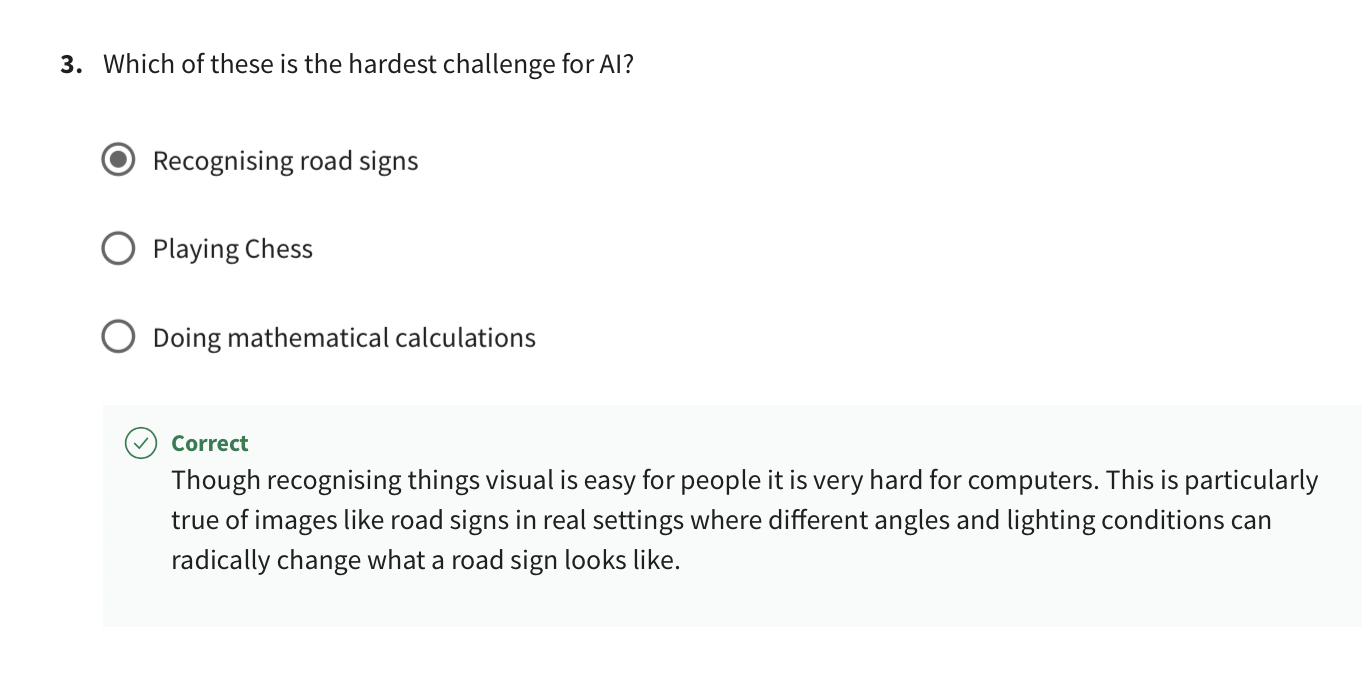 3. Which of these is the hardest challenge for AI?
Recognising road signs
Playing Chess
Doing mathematical calculations
Correct
Though recognising things visual is easy for people it is very hard for computers. This is particularly
true of images like road signs in real settings where different angles and lighting conditions can
radically change what a road sign looks like.